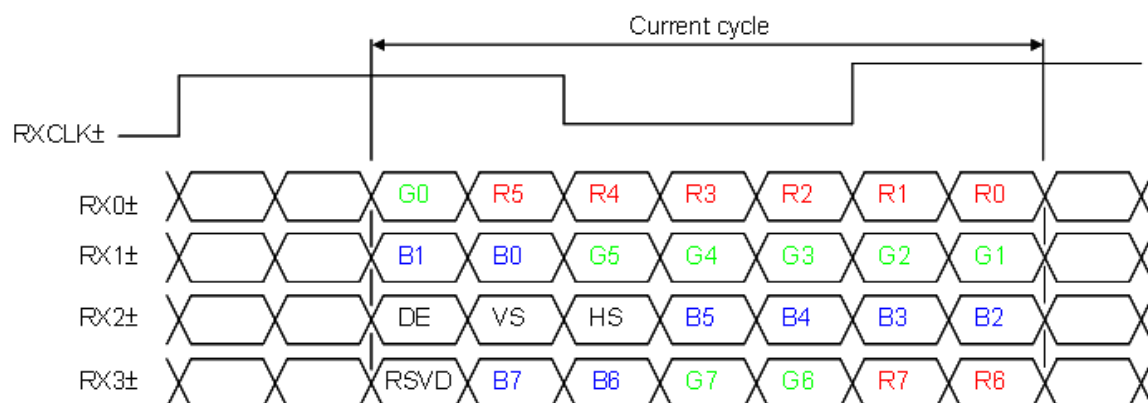 Current cycle
RXCLK±
RX0± G0 R5 R4 R3 R2 R1 R0
RX1± B1 B0 G5 G4 G3 G2 G1
RX2± DE VS HS B5 B4 B3 B2
RX3± RSVD B7 B6 G7 G6 R7 R6